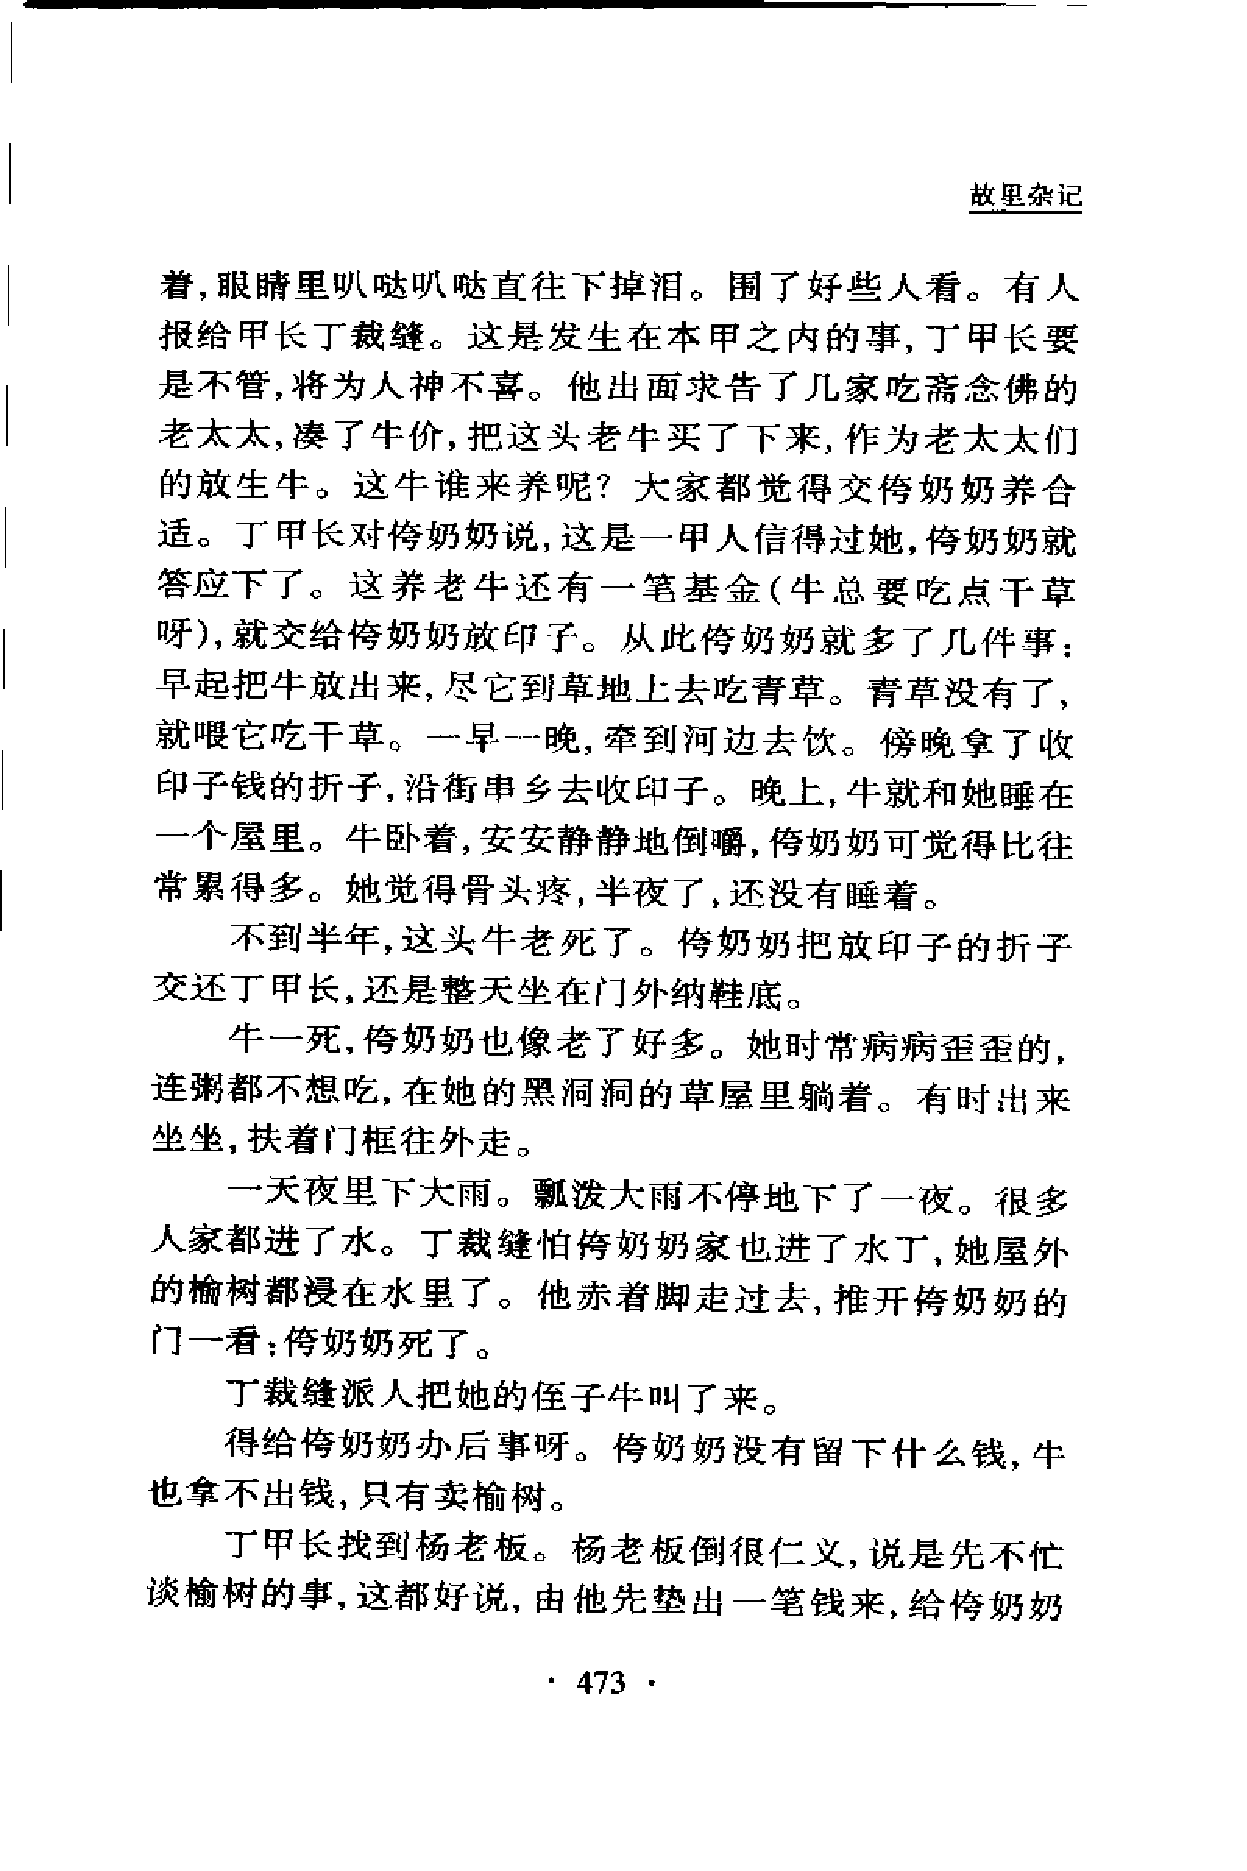 故里杂记
着,眼睛里叭哒叭哒直往下掉泪。围了好些人看。有人
报给甲长丁裁缝。这是发生在本甲之内的事,丁甲长要
是不管,将为人神不喜。他出面求告了几家吃斋念佛的
老太太,凑了牛价,把这头老牛买了下来,作为老太太们
的放生牛。这牛谁来养呢?大家都觉得交侉奶奶养合
适。丁甲长对侉奶奶说,这是一甲人信得过她,侉奶奶就
答应下了。这养老牛还有一笔基金(牛总要吃点干草
呀),就交给侉奶奶放印子。从此侉奶奶就多了几件事:
早起把牛放出来,尽它到草地上去吃青草。青草没有了,
就喂它吃干草。一早一晚,牵到河边去饮。傍晚拿了收
印子钱的折子,沿街串乡去收印子。晚上,牛就和她睡在
一个屋里。牛卧着,安安静静地倒嚼,侉奶奶可觉得比往
常累得多。她觉得骨头疼,半夜了,还没有睡着。
不到半年,这头牛老死了。侉奶奶把放印子的折子
交还丁甲长,还是整天坐在门外纳鞋底。
牛一死,侉奶奶也像老了好多。她时常病病歪歪的,
连粥都不想吃,在她的黑洞洞的草屋里躺着。有时出来
坐坐,扶着门框往外走。
一天夜里下大雨。瓢泼大雨不停地下了一夜。很多
人家都进了水。丁裁缝怕侉奶奶家也进了水丁,她屋外
的榆树都浸在水里了。他赤着脚走过去,推开侉奶奶的
门一看:侉奶奶死了。
丁裁缝派人把她的侄子牛叫了来。
得给侉奶奶办后事呀。侉奶奶没有留下什么钱,牛
也拿不出钱,只有卖榆树。
丁甲长找到杨老板。杨老板倒很仁义,说是先不忙
谈榆树的事,这都好说,由他先垫出一笔钱来,给侉奶奶
· 473 ·